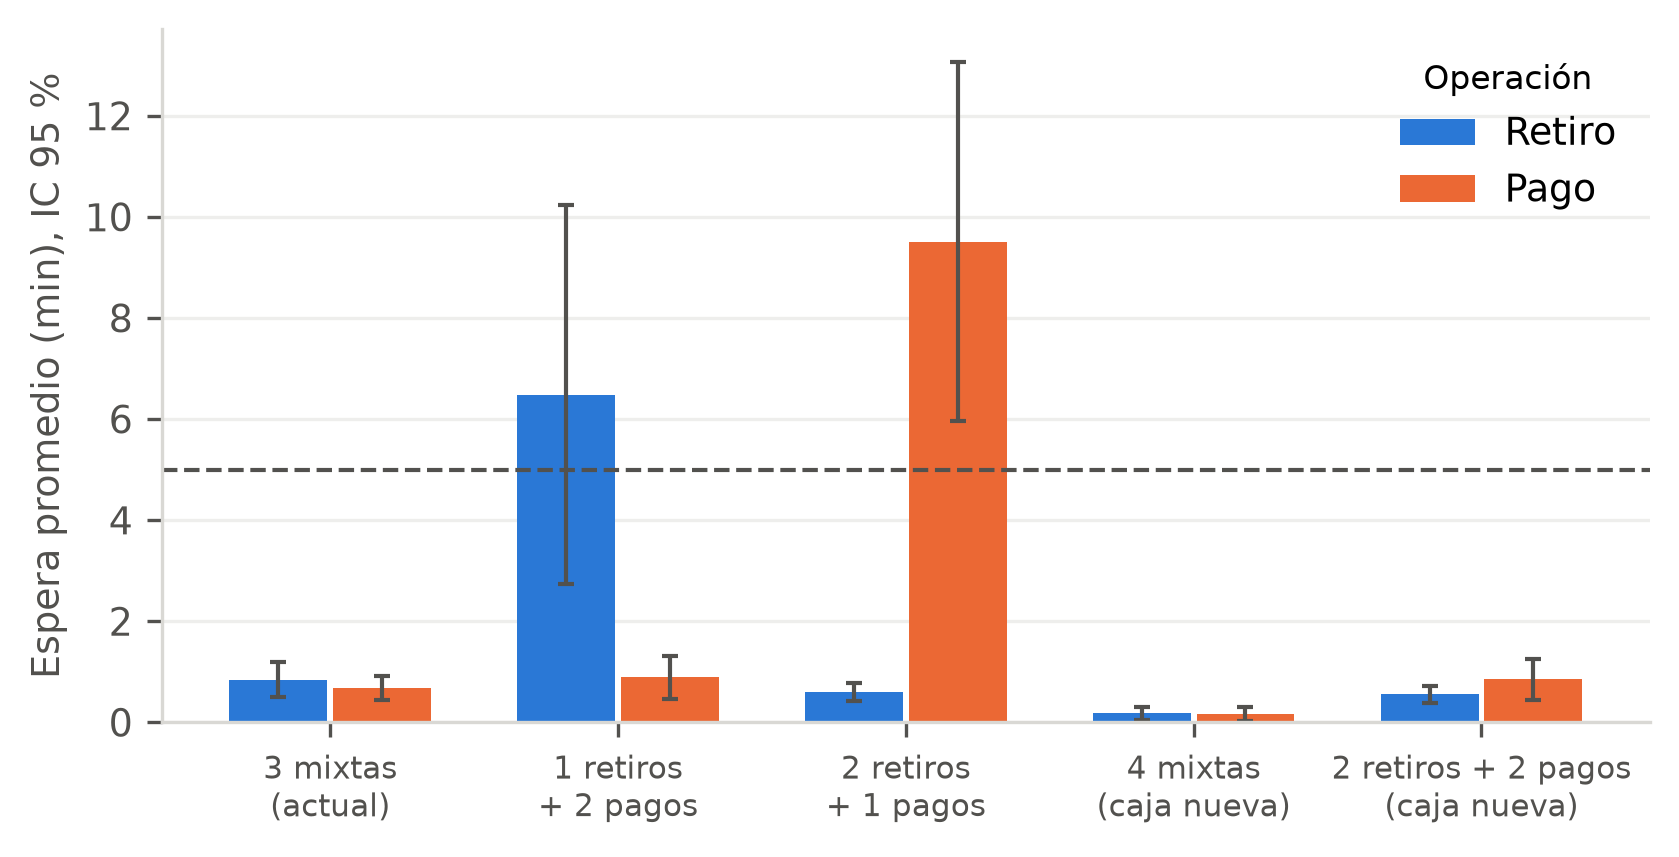 Espera promedio (min), IC 95 %
12
10
8
6
4
2
0
Operación
Retiro
Pago
3 mixtas
(actual)
1 retiros
+ 2 pagos
2 retiros
+ 1 pagos
4 mixtas
(caja nueva)
2 retiros + 2 pagos
(caja nueva)